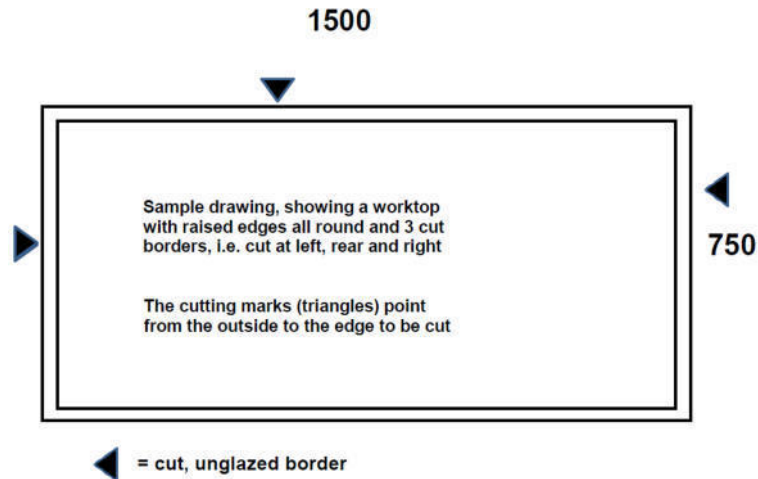 1500
Sample drawing, showing a worktop
with raised edges all round and 3 cut
borders, i.e. cut at left, rear and right
750
The cutting marks (triangles) point
from the outside to the edge to be cut
= cut, unglazed border